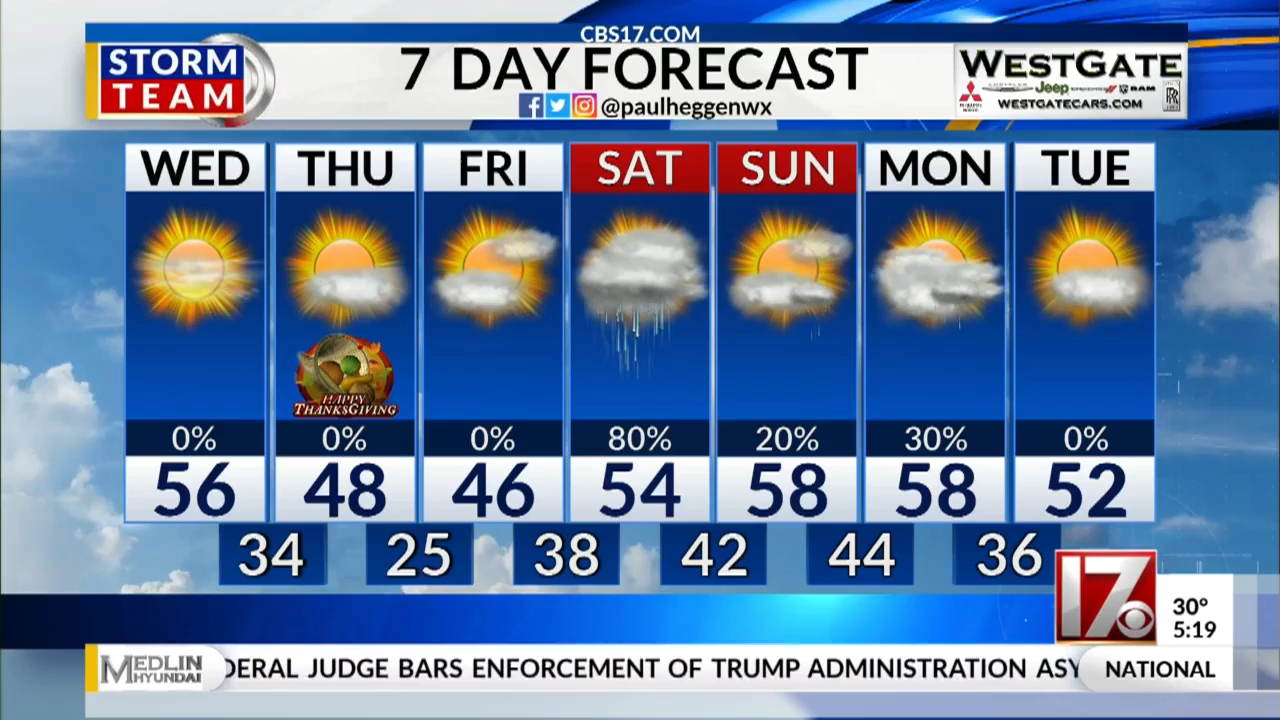 CBS17.COM
STORM
TEAM
7 DAY FORECAST
@paulheggenwx
WESTGATE
Jeep
RAM
WESTGATECARS.COM
WED THU FRI SAT SUN MON TUE
HAPPY
THANKSGIVING
0% 0% 0% 80% 20% 30% 0%
56 48 46 54 58 58 52
34 25 38 42 44 36
17
30°
5:19
MEDLIN
HYUNDAI
DERAL JUDGE BARS ENFORCEMENT OF TRUMP ADMINISTRATION ASY
NATIONAL